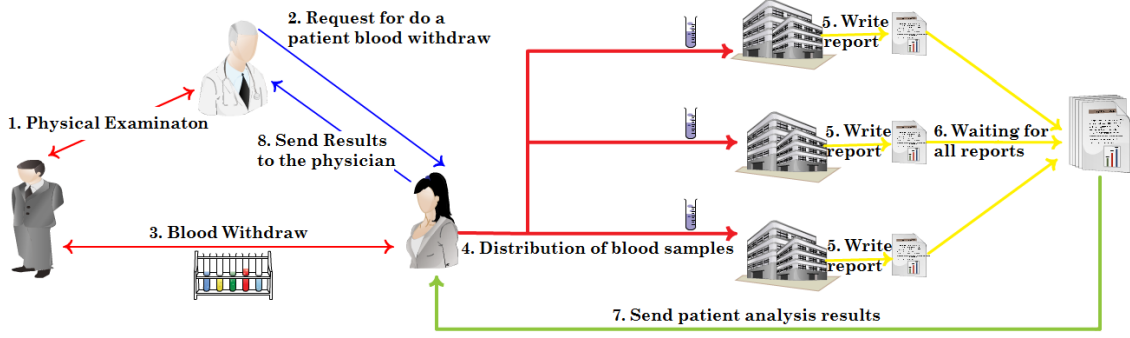 2. Request for do a
patient blood withdraw
5. Write
report
1. Physical Examinaton
8. Send Results
to the physician
5. Write
report
6. Waiting for
all reports
3. Blood Withdraw
4. Distribution of blood samples
5. Write
report
7. Send patient analysis results